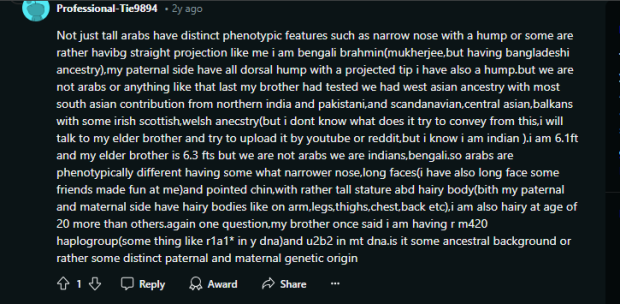 Professional-Tie9894 • 2y ago
Not just tall arabs have distinct phenotypic features such as narrow nose with a hump or some are
rather havibg straight projection like me i am bengali brahmin(mukherjee,but having bangladeshi
ancestry),my paternal side have all dorsal hump with a projected tip i have also a hump.but we are
not arabs or anything like that last my brother had tested we had west asian ancestry with most
south asian contribution from northern india and pakistani,and scandanavian,central asian,balkans
with some irish scottish,welsh anecstry(but i dont know what does it try to convey from this,i will
talk to my elder brother and try to upload it by youtube or reddit,but i know i am indian ).i am 6.1ft
and my elder brother is 6.3 fts but we are not arabs we are indians,bengali.so arabs are
phenotypically different having some what narrower nose,long faces(i have also long face some
friends made fun at me)and pointed chin,with rather tall stature abd hairy body(bith my paternal
and maternal side have hairy bodies like on arm,legs,thighs,chest,back etc),i am also hairy at age of
20 more than others.again one question,my brother once said i am having r m420
haplogroup(some thing like r1a1* in y dna)and u2b2 in mt dna.is it some ancestral background or
rather some distinct paternal and maternal genetic origin
1 Reply Award Share ...